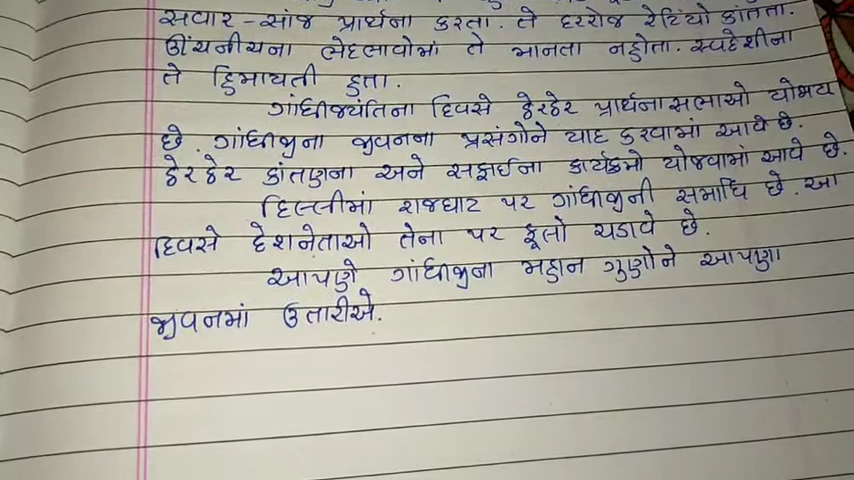 સવાર - સાંજ પ્રાર્થના કરતા. તે દરરોજ રેંટિયો કાંતતા.
ઊંચનીચના ભેદભાવોમાં તે માનતા નહોતા. સ્વદેશીના
તે હિમાયતી હતા.
ગાંધીજયંતિના દિવસે ઠેરઠેર પ્રાર્થના સભાઓ યોજાય
છે. ગાંધીજીના જીવનના પ્રસંગોને યાદ કરવામાં આવે છે.
ઠેર ઠેર કાંતણના અને સફાઈના કાર્યક્રમો યોજવામાં આવે છે.
દિલ્લીમાં રાજઘાટ પર ગાંધીજીની સમાધિ છે. આ
દિવસે દેશનેતાઓ તેના પર ફૂલો ચડાવે છે.
આપણે ગાંધીજીના મહાન ગુણોને આપણા
જીવનમાં ઉતારીએ.